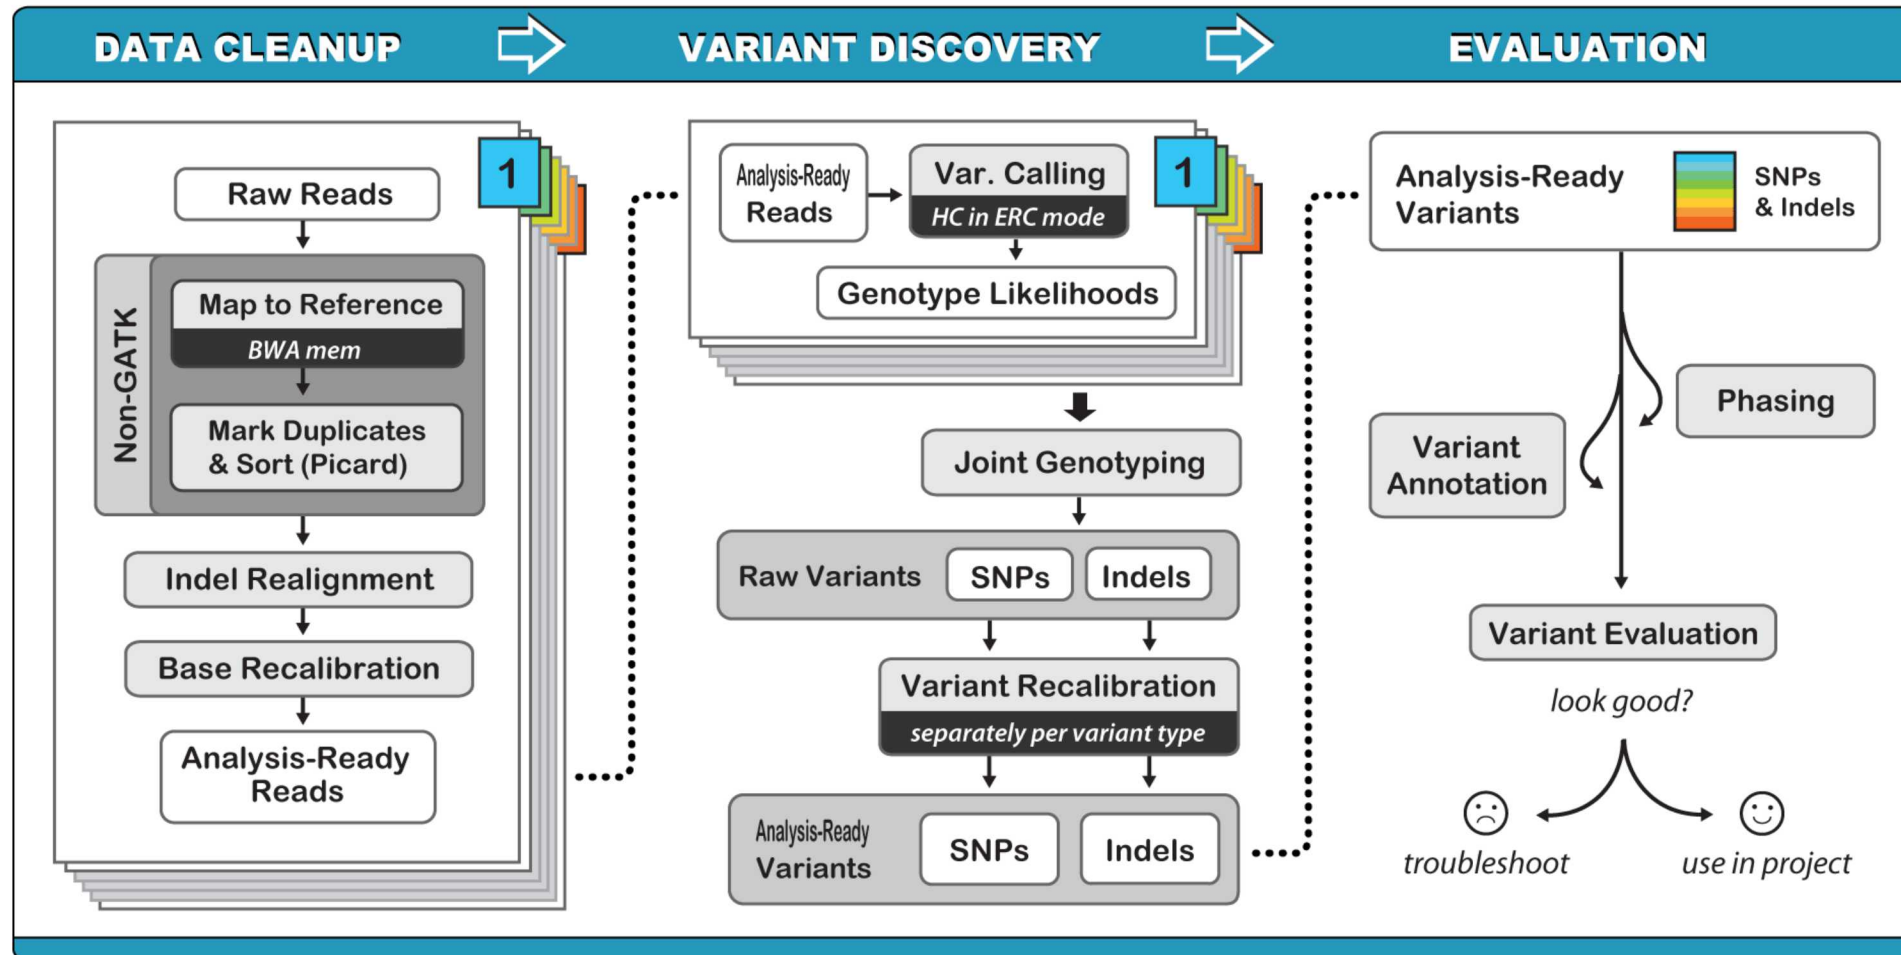 DATA CLEANUP
VARIANT DISCOVERY
EVALUATION
1
Raw Reads
Non-GATK
Map to Reference
BWA mem
Mark Duplicates
& Sort (Picard)
Indel Realignment
Base Recalibration
Analysis-Ready
Reads
1
Analysis-Ready
Reads
Var. Calling
HC in ERC mode
Genotype Likelihoods
Joint Genotyping
Raw Variants
SNPs
Indels
Variant Recalibration
separately per variant type
Analysis-Ready
Variants
SNPs
Indels
Analysis-Ready
Variants
SNPs
& Indels
Phasing
Variant
Annotation
Variant Evaluation
look good?
troubleshoot
use in project